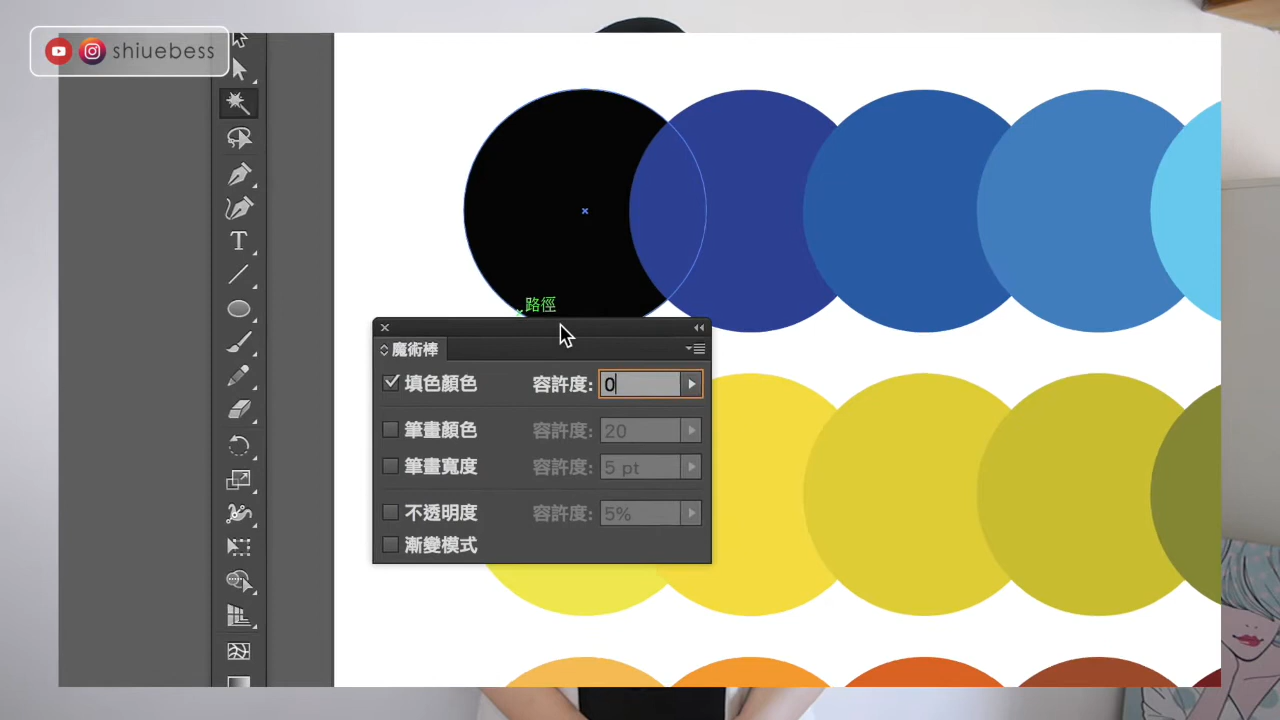 shiuebess
路徑
魔術棒
填色顏色 容許度: 0
筆畫顏色 容許度: 20
筆畫寬度 容許度: 5 pt
不透明度 容許度: 5%
漸變模式